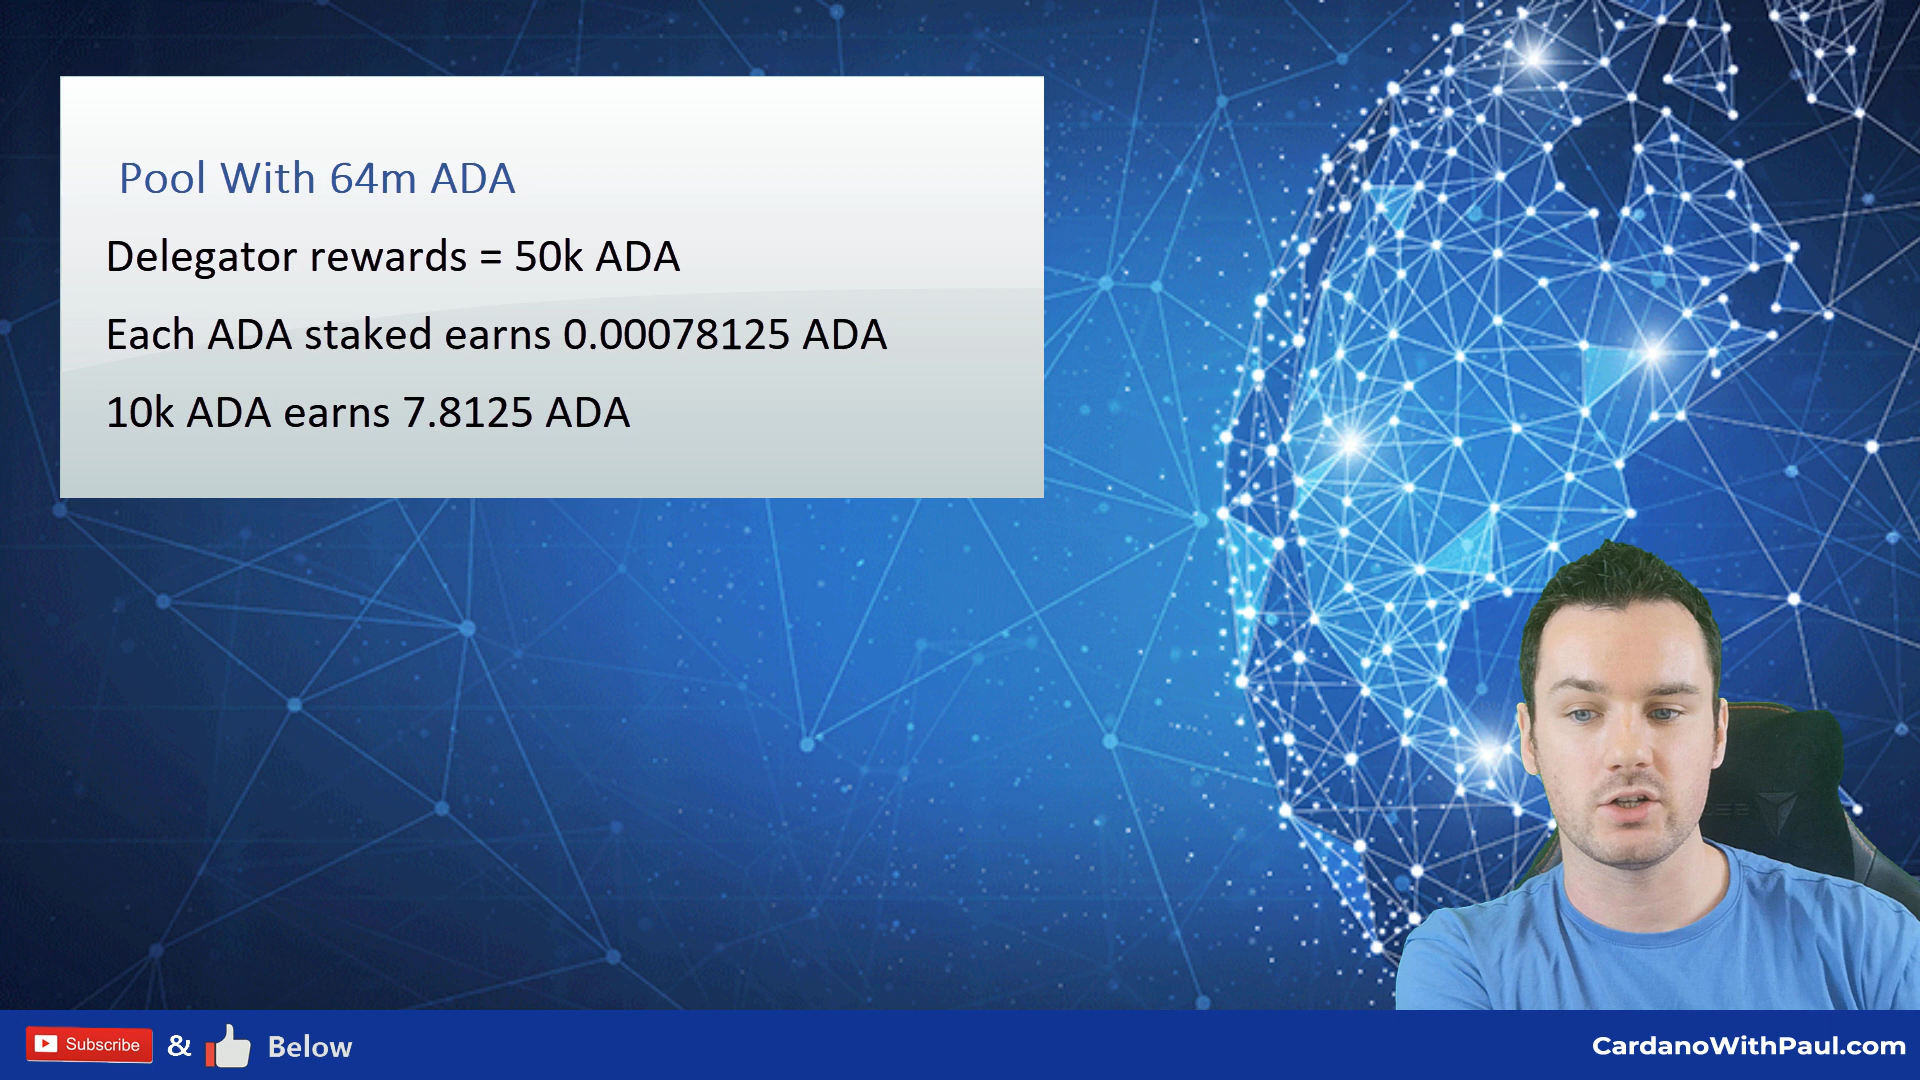 Pool With 64m ADA
Delegator rewards = 50k ADA
Each ADA staked earns 0.00078125 ADA
10k ADA earns 7.8125 ADA
Subscribe & Below
CardanoWithPaul.com